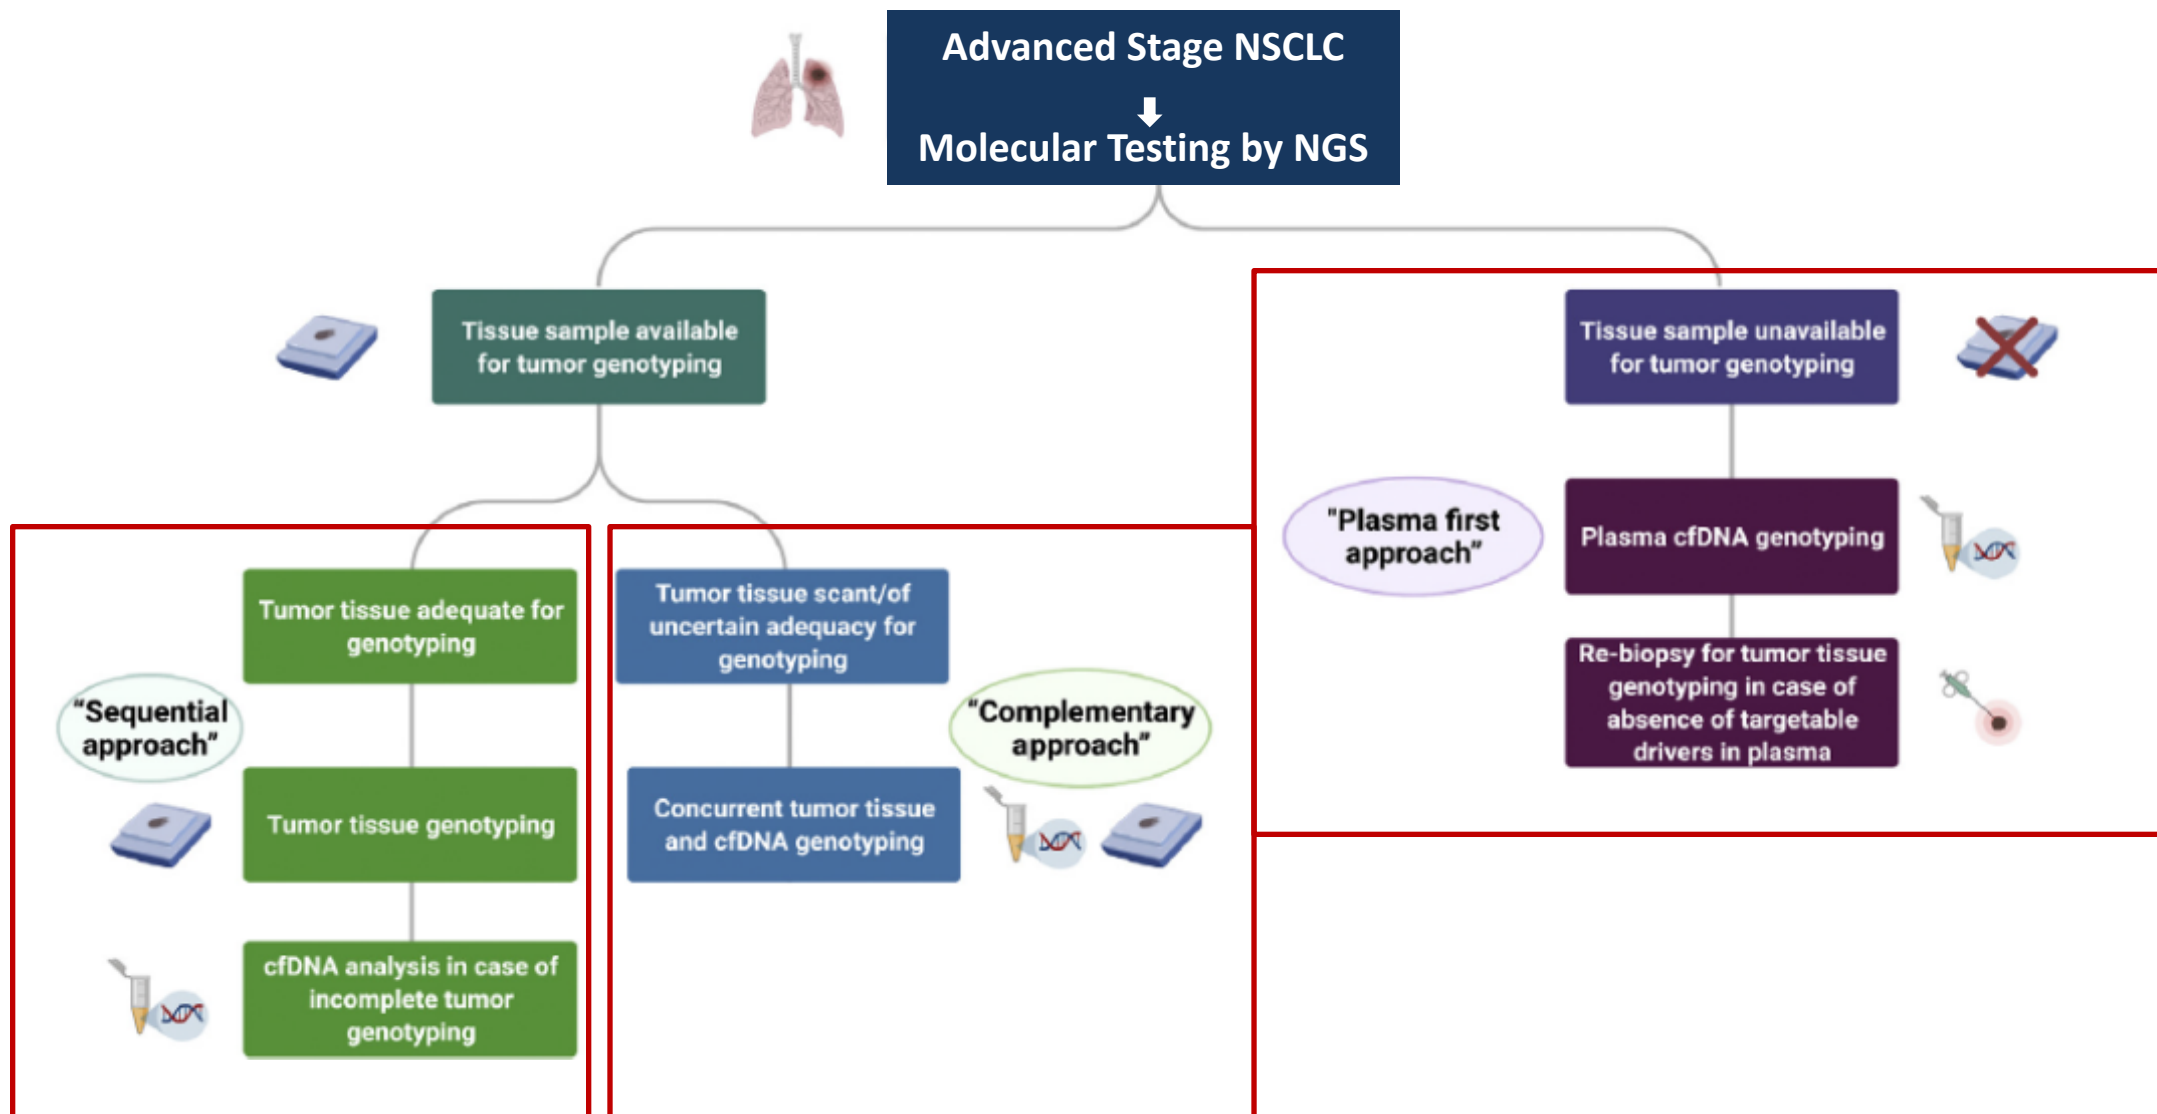 Advanced Stage NSCLC
Molecular Testing by NGS
Tissue sample available
for tumor genotyping
Tissue sample unavailable
for tumor genotyping
"Plasma first
approach”
Plasma cfDNA genotyping
Re-biopsy for tumor tissue
genotyping in case of
absence of targetable
drivers in plasma
Tumor tissue adequate for
genotyping
“Sequential
approach”
Tumor tissue genotyping
cfDNA analysis in case of
incomplete tumor
genotyping
Tumor tissue scant/of
uncertain adequacy for
genotyping
“Complementary
approach”
Concurrent tumor tissue
and cfDNA genotyping